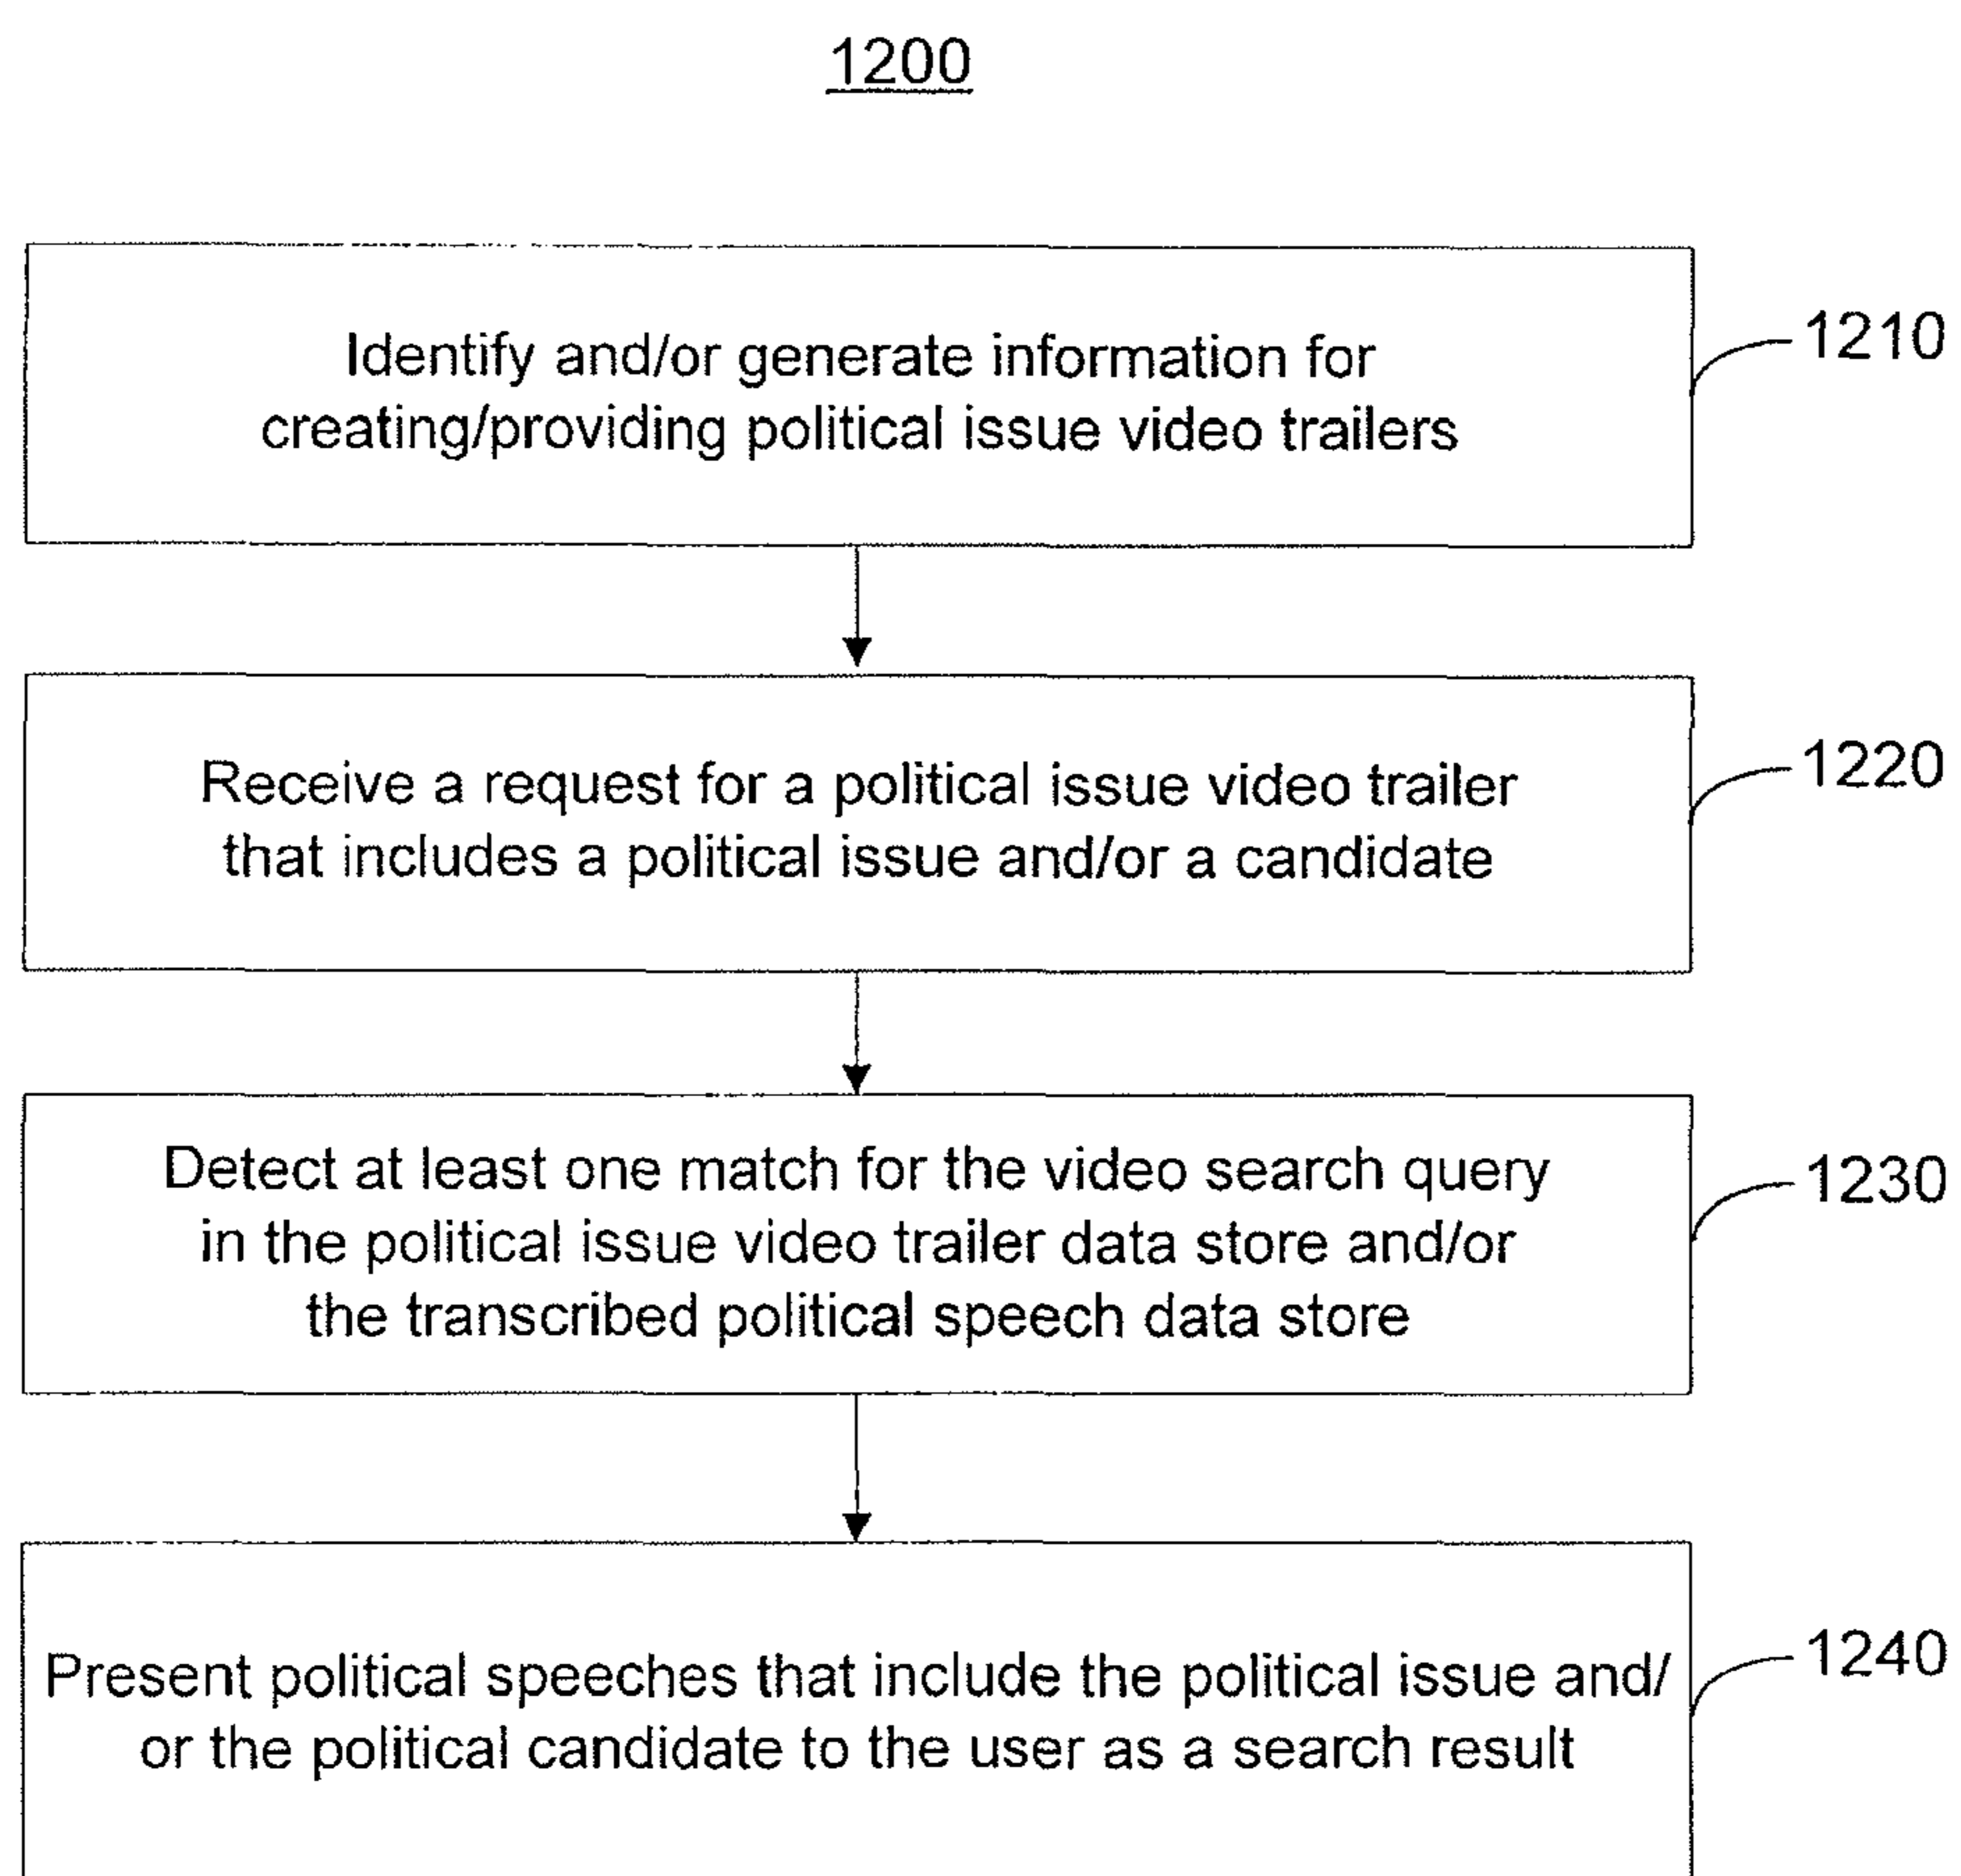 1200
Identify and/or generate information for
creating/providing political issue video trailers
1210
Receive a request for a political issue video trailer
that includes a political issue and/or a candidate
1220
Detect at least one match for the video search query
in the political issue video trailer data store and/or
the transcribed political speech data store
1230
Present political speeches that include the political issue and/
or the political candidate to the user as a search result
1240